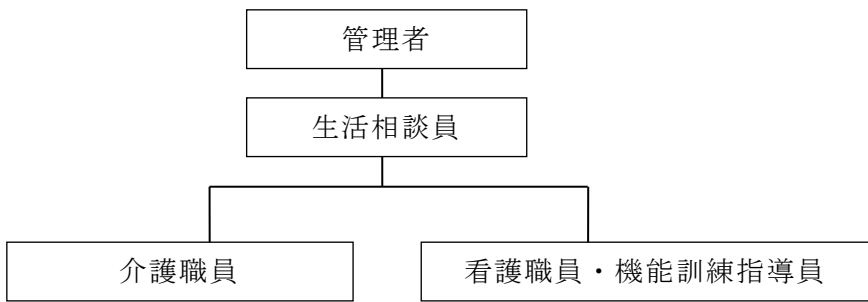 管理者
生活相談員
介護職員
看護職員・機能訓練指導員